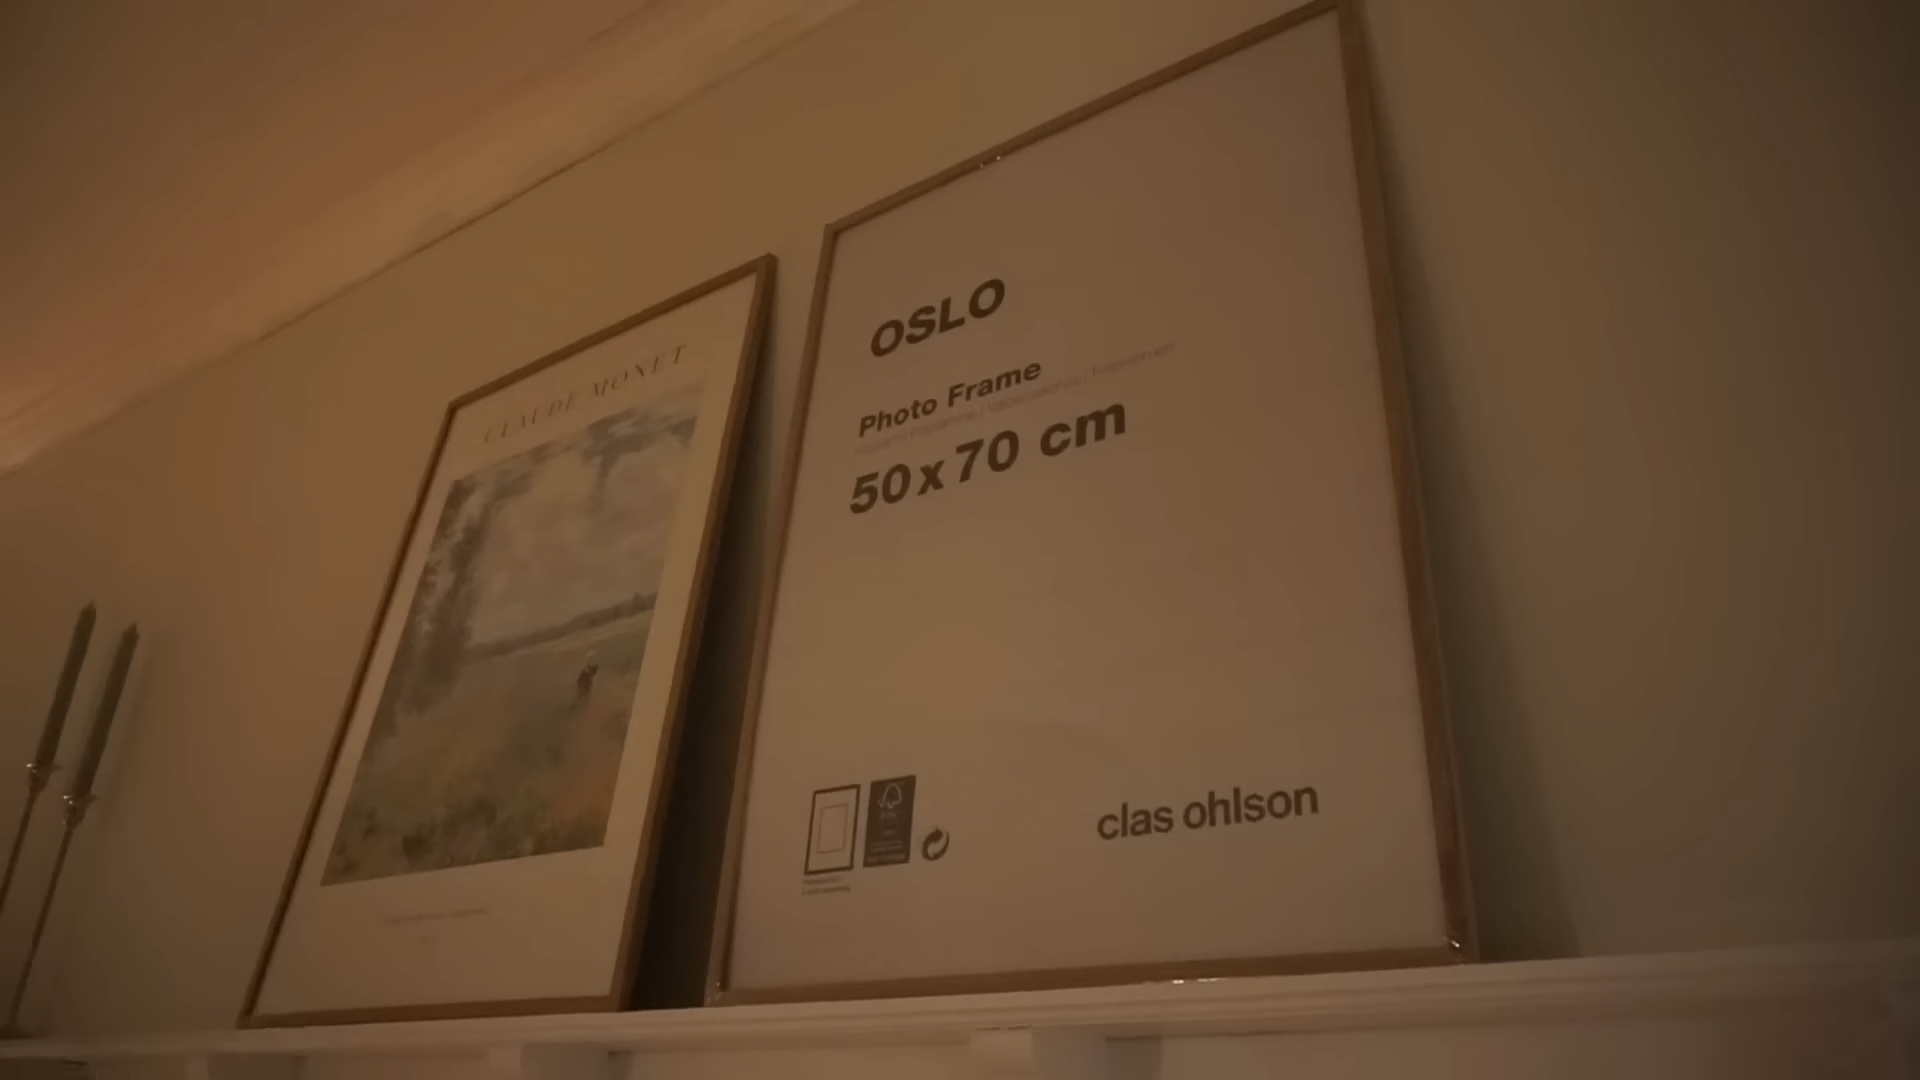 CLAUDE MONET
OSLO
Photo Frame
50x70 cm
clas ohlson